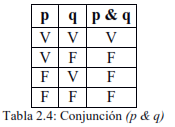 p q p & q
V V V
V F F
F V F
F F F
Tabla 2.4: Conjunción (p & q)